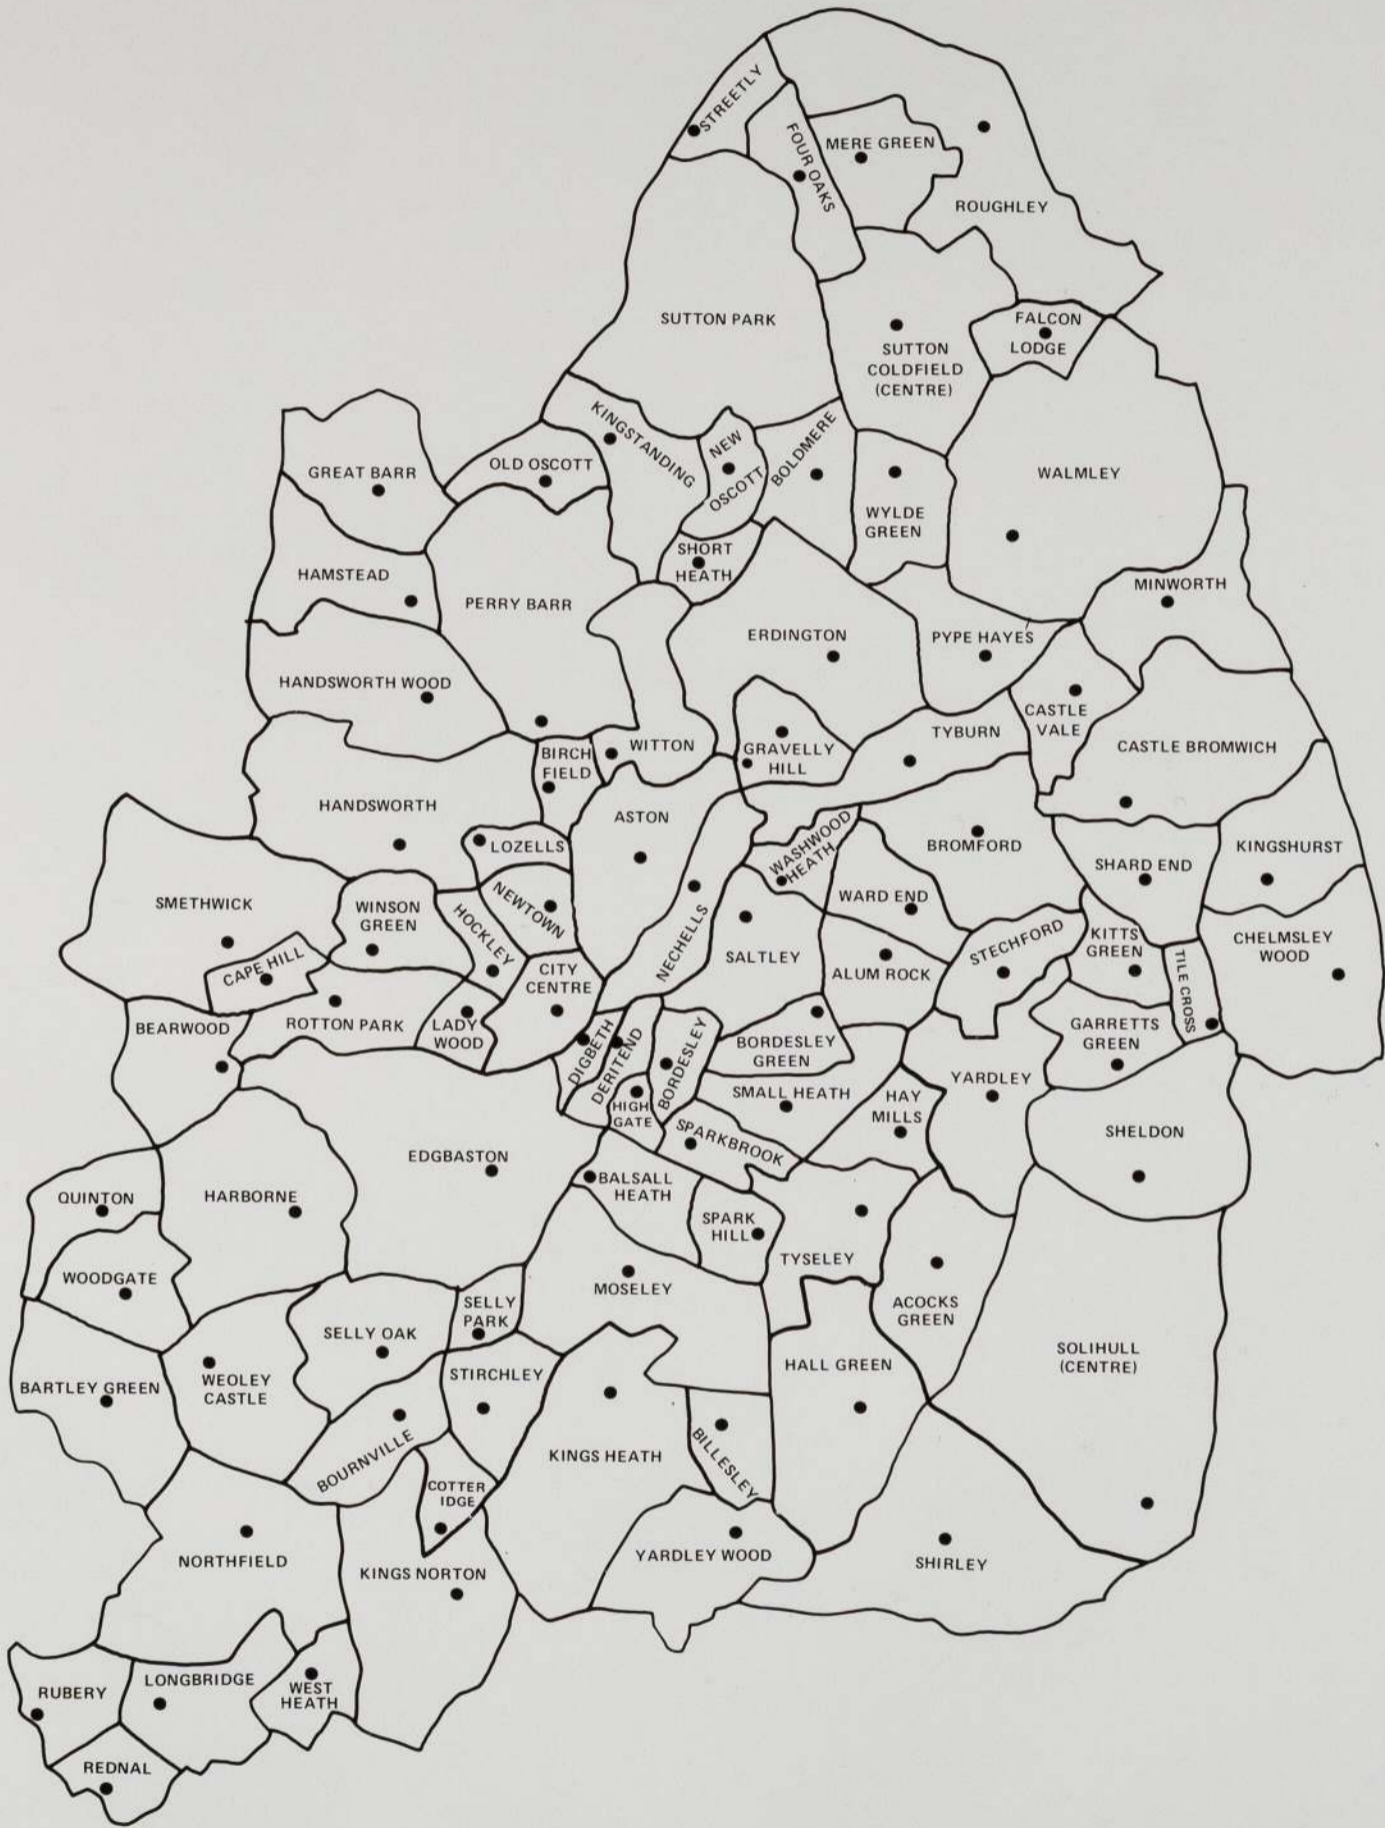 STREETLY
FOUR OAKS
MERE GREEN
ROUGHLEY
SUTTON PARK
SUTTON
COLDFIELD
(CENTRE)
FALCON
LODGE
KINGSTANDING
NEW
OSCOTT
BOLDMERE
WYLDE
GREEN
WALMLEY
GREAT BARR
OLD OSCOTT
HAMSTEAD
PERRY BARR
SHORT
HEATH
ERDINGTON
PYPE HAYES
MINWORTH
HANDSWORTH WOOD
BIRCH
FIELD
WITTON
GRAVELLY
HILL
TYBURN
CASTLE
VALE
CASTLE BROMWICH
HANDSWORTH
LOZELLS
ASTON
WASHWOOD
HEATH
BROMFORD
SHARD END
KINGSHURST
SMETHWICK
WINSON
GREEN
HOCKLEY
NEWTOWN
NECHELLS
SALTLEY
WARD END
ALUM ROCK
STECHFORD
KITTS
GREEN
TILE CROSS
CHELMSLEY
WOOD
CAPE HILL
CITY
CENTRE
BEARWOOD
ROTTON PARK
LADY
WOOD
DIGBETH
DERITEND
HIGH
GATE
BORDESLEY
BORDESLEY
GREEN
SMALL HEATH
HAY
MILLS
YARDLEY
GARRETTS
GREEN
SHELDON
SPARKBROOK
EDGBASTON
BALSALL
HEATH
SPARK
HILL
TYSELEY
QUINTON
HARBORNE
WOODGATE
MOSELEY
ACOCKS
GREEN
SOLIHULL
(CENTRE)
SELLY
PARK
SELLY OAK
STIRCHLEY
HALL GREEN
BARTLEY GREEN
WEOLEY
CASTLE
BOURNVILLE
COTTER
IDGE
KINGS HEATH
BILLESLEY
NORTHFIELD
KINGS NORTON
YARDLEY WOOD
SHIRLEY
RUBERY
LONGBRIDGE
WEST
HEATH
REDNAL